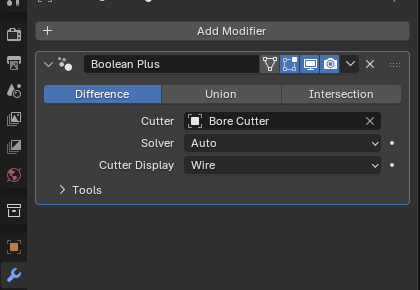 Add Modifier
Boolean Plus
Difference Union Intersection
Cutter Bore Cutter
Solver Auto
Cutter Display Wire
Tools